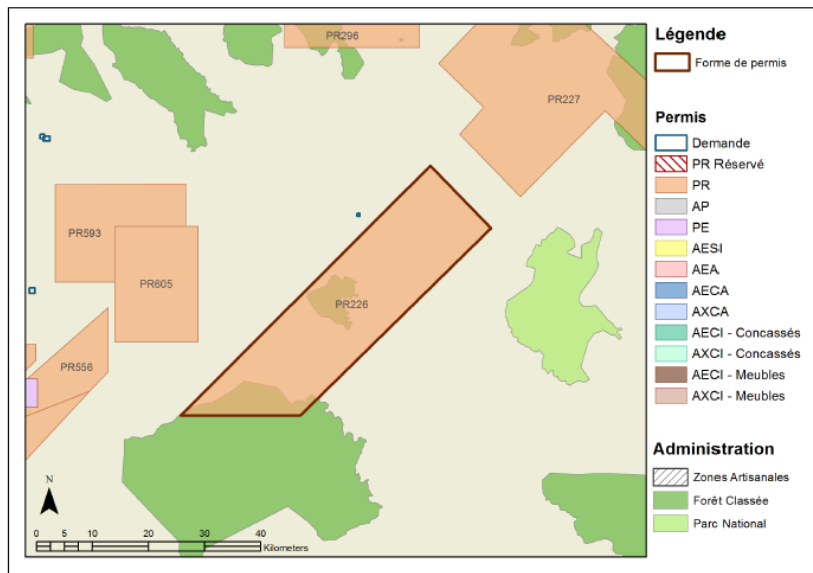 PR296
PR227
PR593
PR605
PR226
PR556
N
0 5 10 20 30 40
Kilometers
Légende
Forme de permis
Permis
Demande
PR Réservé
PR
AP
PE
AESI
AEA
AECA
AXCA
AECI - Concassés
AXCI - Concassés
AECI - Meubles
AXCI - Meubles
Administration
Zones Artisanales
Forêt Classée
Parc National